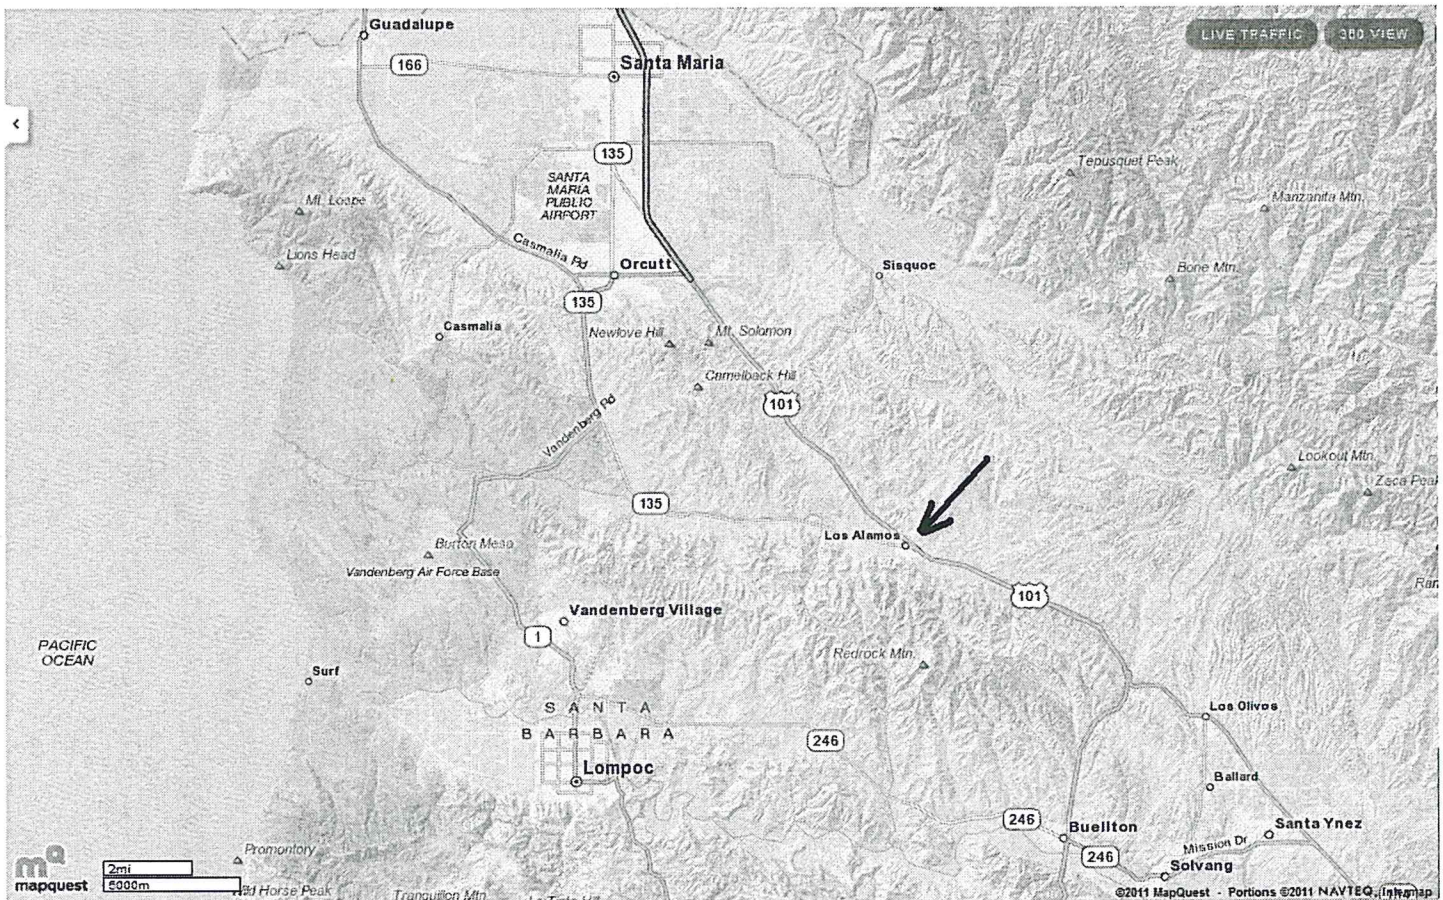 Guadalupe
LIVE TRAFFIC
360 VIEW
166
Santa Maria
<
135
SANTA
MARIA
PUBLIC
AIRPORT
Tepusquet Peak
Manzanita Mtn.
Mt. Lospe
Lions Head
Casmalia Rd
Orcutt
Sisquoc
Bone Mtn.
135
Casmalia
Newlove Hill
Mt. Solomon
Camelback Hill
101
Vandenberg Rd
Lookout Mtn.
Zaca Peak
135
Los Alamos
Burton Mesa
Vandenberg Air Force Base
101
Ran
Vandenberg Village
1
PACIFIC
OCEAN
Redrock Mtn.
Surf
SANTA
BARBARA
Los Olivos
246
Lompoc
Ballard
246
Buellton
Santa Ynez
Mission Dr
246
Solvang
Promontory
mapquest
2mi
6000m
Wild Horse Peak
Tranquillon Mtn.
©2011 MapQuest - Portions ©2011 NAVTEQ, Intermap